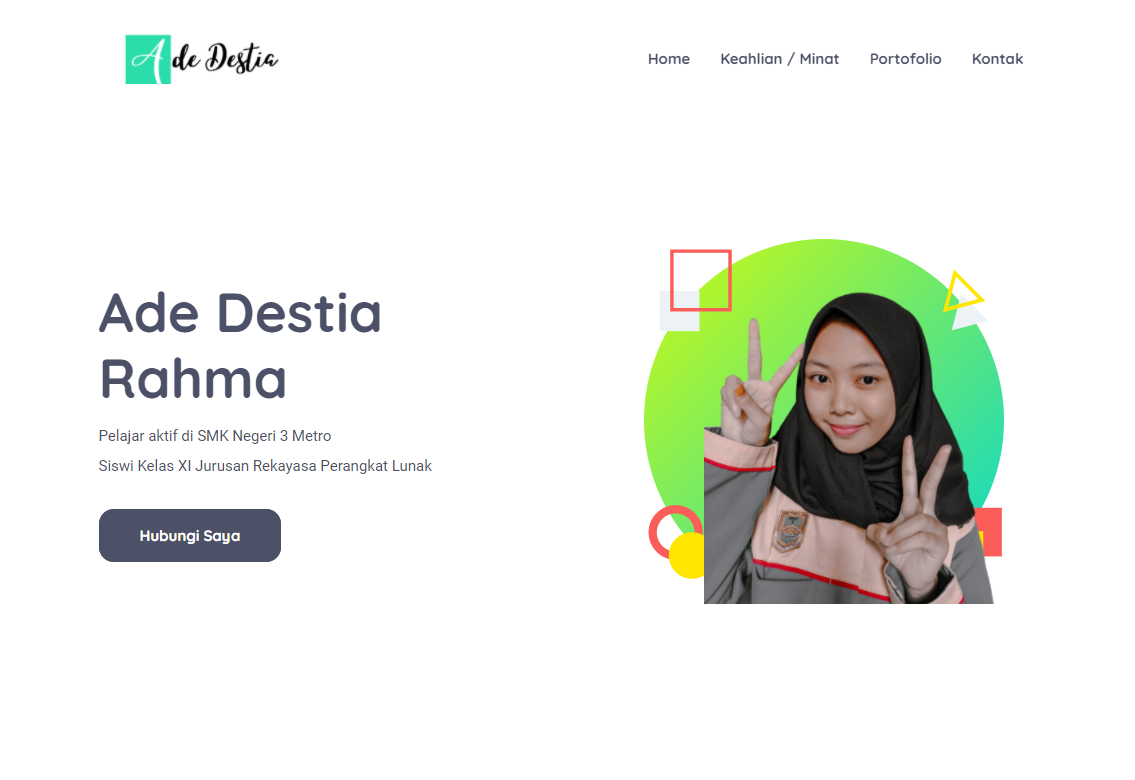 Ade Destia
Home Keahlian / Minat Portofolio Kontak
Ade Destia
Rahma
Pelajar aktif di SMK Negeri 3 Metro
Siswi Kelas XI Jurusan Rekayasa Perangkat Lunak
Hubungi Saya